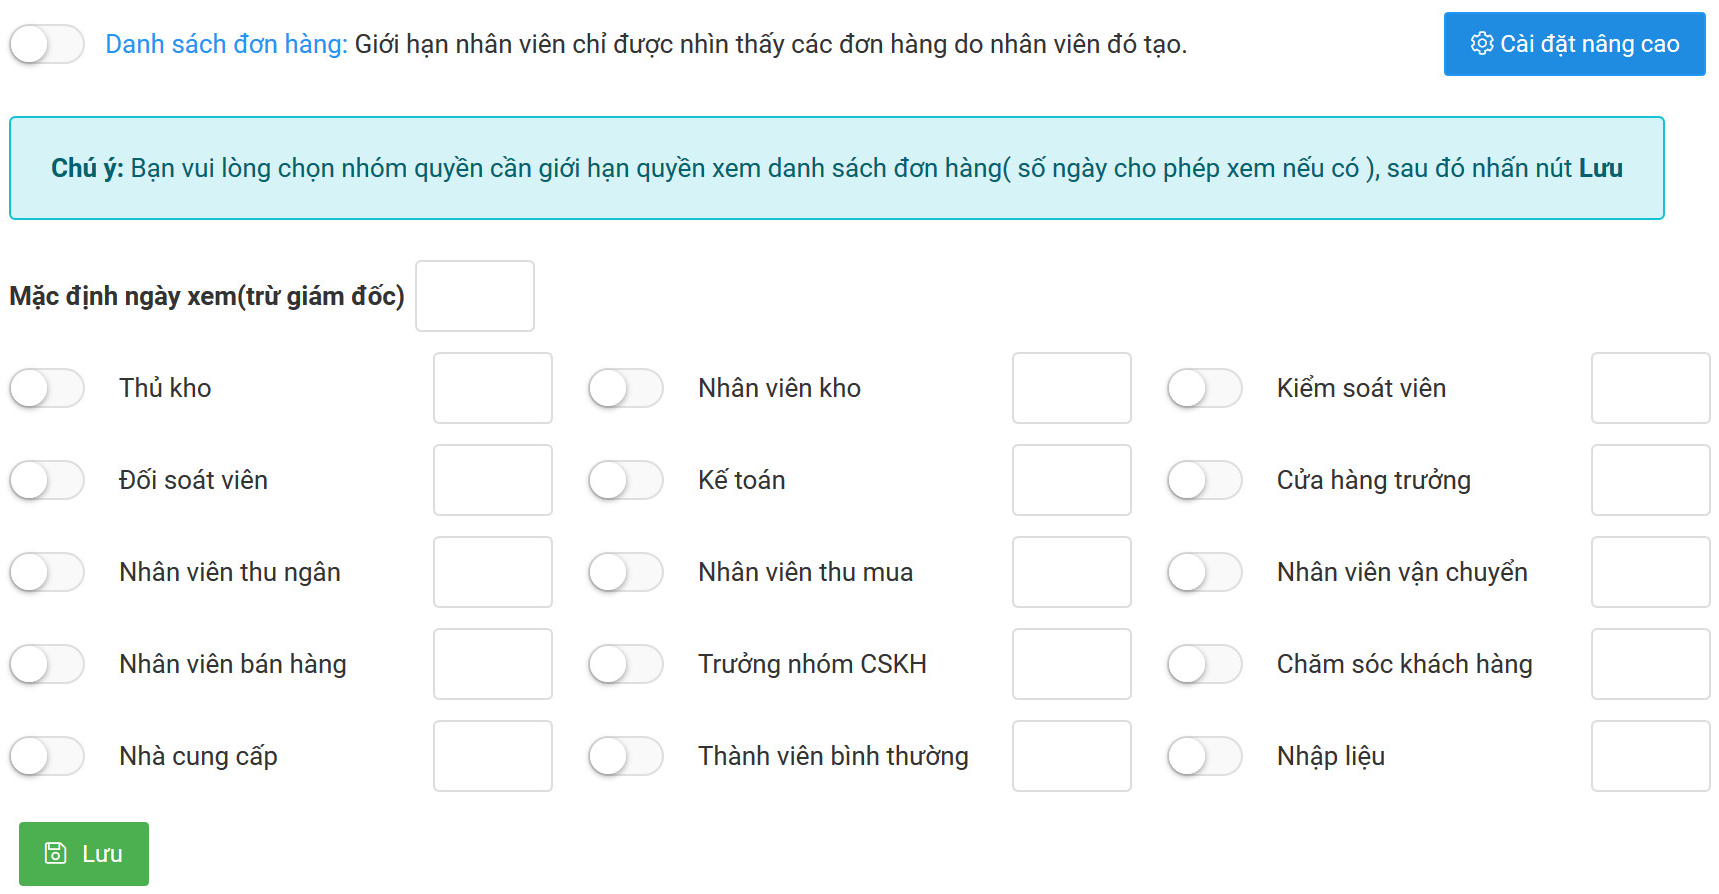 Danh sách đơn hàng: Giới hạn nhân viên chỉ được nhìn thấy các đơn hàng do nhân viên đó tạo.
Cài đặt nâng cao
Chú ý: Bạn vui lòng chọn nhóm quyền cần giới hạn quyền xem danh sách đơn hàng( số ngày cho phép xem nếu có ), sau đó nhấn nút Lưu
Mặc định ngày xem(trừ giám đốc)
Thủ kho
Nhân viên kho
Kiểm soát viên
Đối soát viên
Kế toán
Cửa hàng trưởng
Nhân viên thu ngân
Nhân viên thu mua
Nhân viên vận chuyển
Nhân viên bán hàng
Trưởng nhóm CSKH
Chăm sóc khách hàng
Nhà cung cấp
Thành viên bình thường
Nhập liệu
Lưu